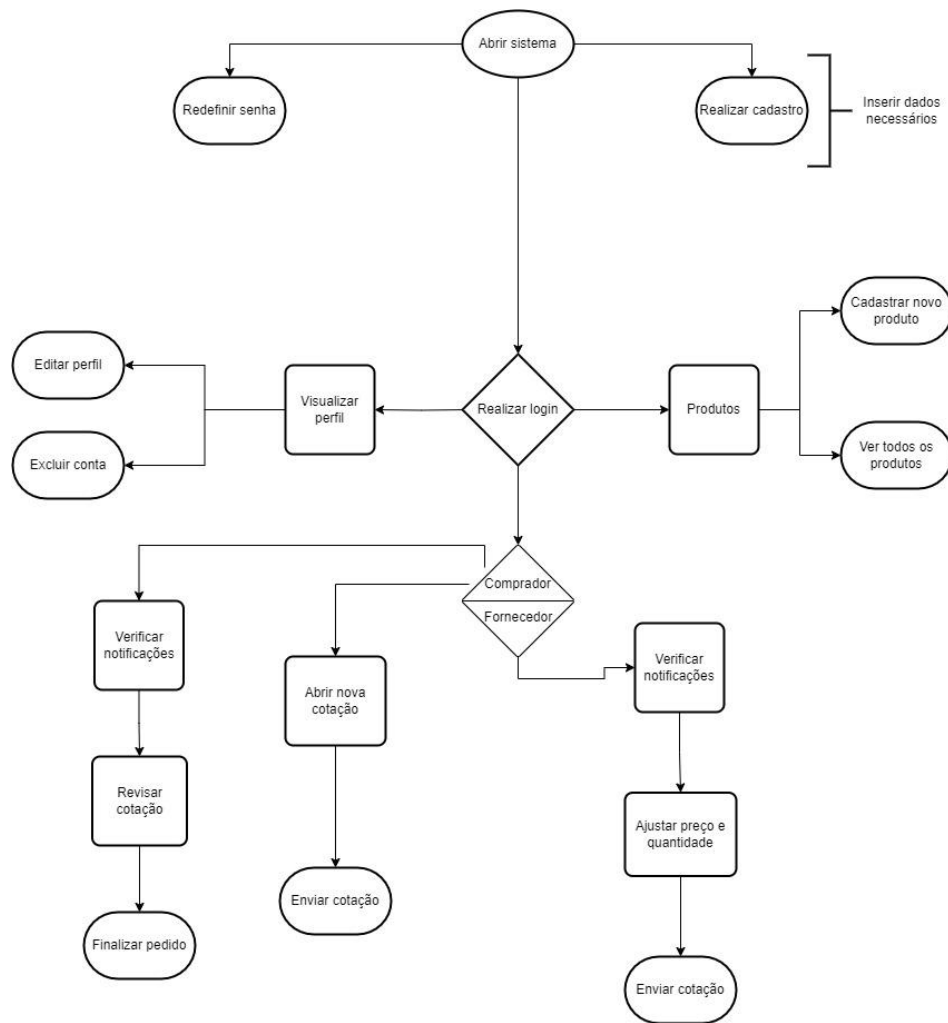 Abrir sistema
Redefinir senha
Realizar cadastro
Inserir dados
necessários
Cadastrar novo
produto
Editar perfil
Visualizar
perfil
Realizar login
Produtos
Excluir conta
Ver todos os
produtos
Comprador
Fornecedor
Verificar
notificações
Abrir nova
cotação
Verificar
notificações
Revisar
cotação
Ajustar preço e
quantidade
Enviar cotação
Finalizar pedido
Enviar cotação